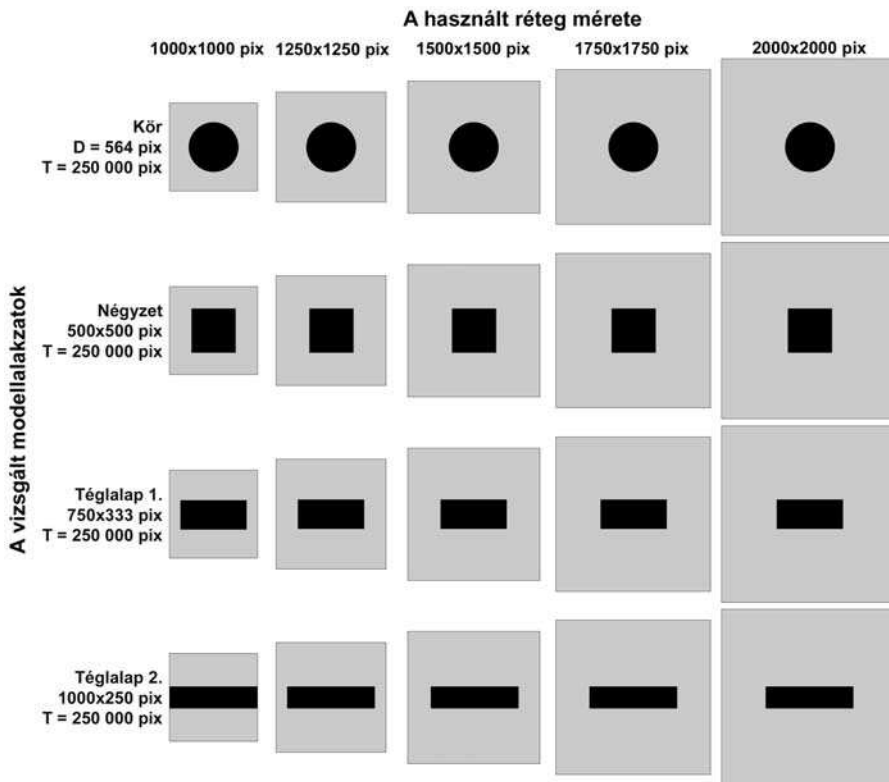 A használt réteg mérete
1000x1000 pix 1250x1250 pix 1500x1500 pix 1750x1750 pix 2000x2000 pix
A vizsgált modellalakzatok
Kör
D = 564 pix
T = 250 000 pix
Négyzet
500x500 pix
T = 250 000 pix
Téglalap 1.
750x333 pix
T = 250 000 pix
Téglalap 2.
1000x250 pix
T = 250 000 pix